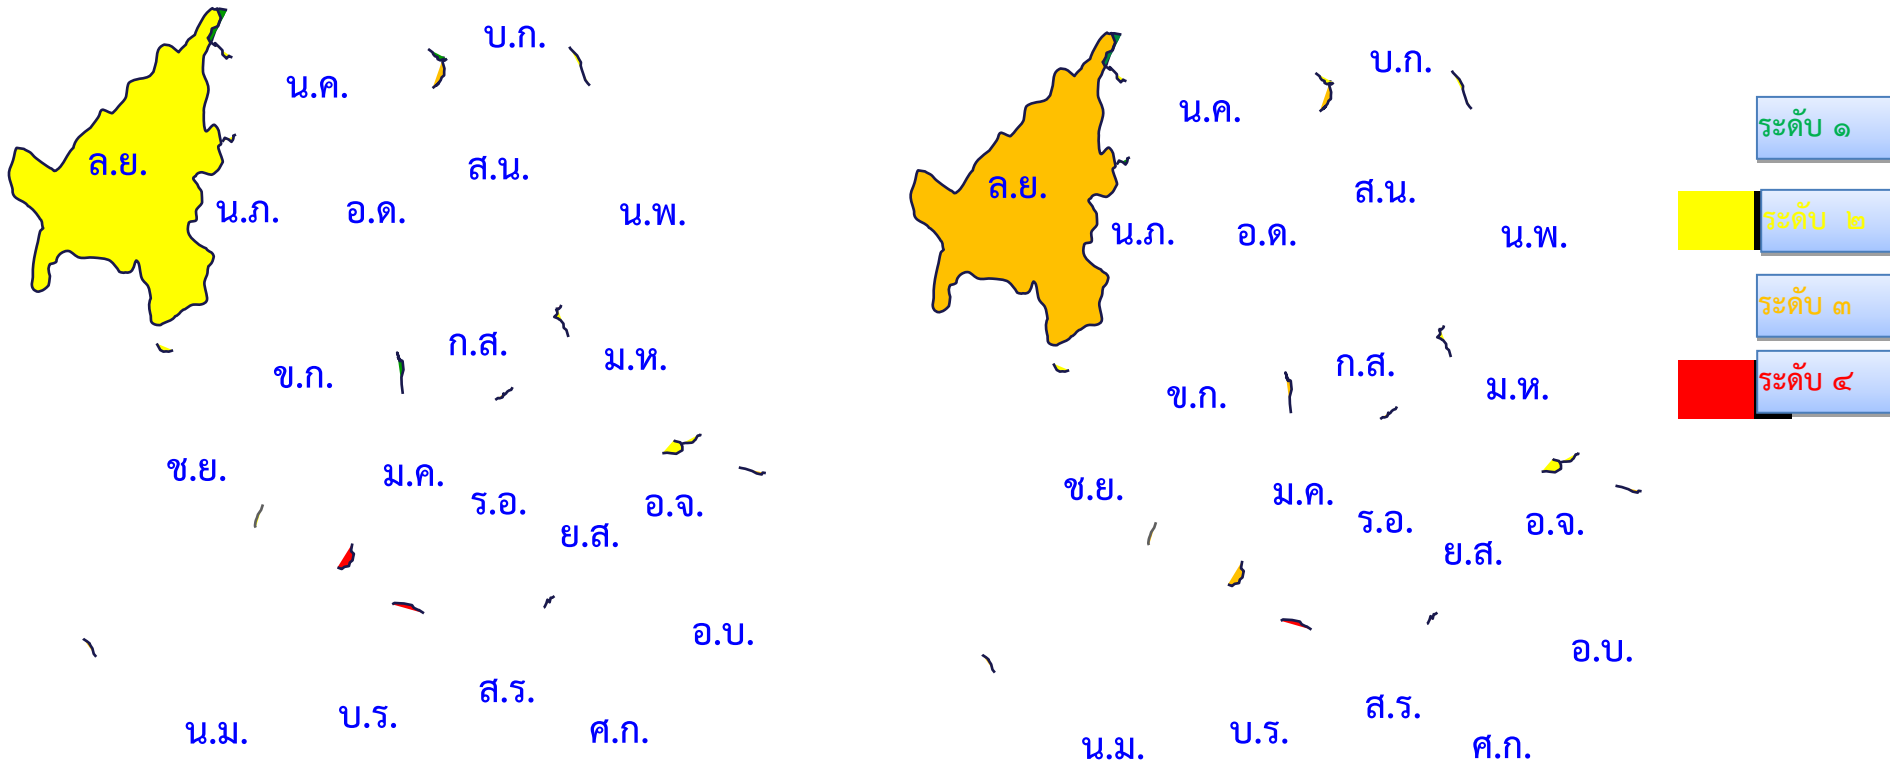 บ.ก.
น.ค.
ล.ย.
ส.น.
น.ภ.
อ.ด.
น.พ.
ก.ส.
ม.ห.
ข.ก.
ช.ย.
ม.ค.
ร.อ.
อ.จ.
ย.ส.
อ.บ.
ส.ร.
บ.ร.
น.ม.
ศ.ก.
บ.ก.
น.ค.
ล.ย.
ส.น.
น.ภ.
อ.ด.
น.พ.
ก.ส.
ม.ห.
ข.ก.
ช.ย.
ม.ค.
ร.อ.
อ.จ.
ย.ส.
อ.บ.
ส.ร.
บ.ร.
น.ม.
ศ.ก.
ระดับ ๑
ระดับ ๒
ระดับ ๓
ระดับ ๔